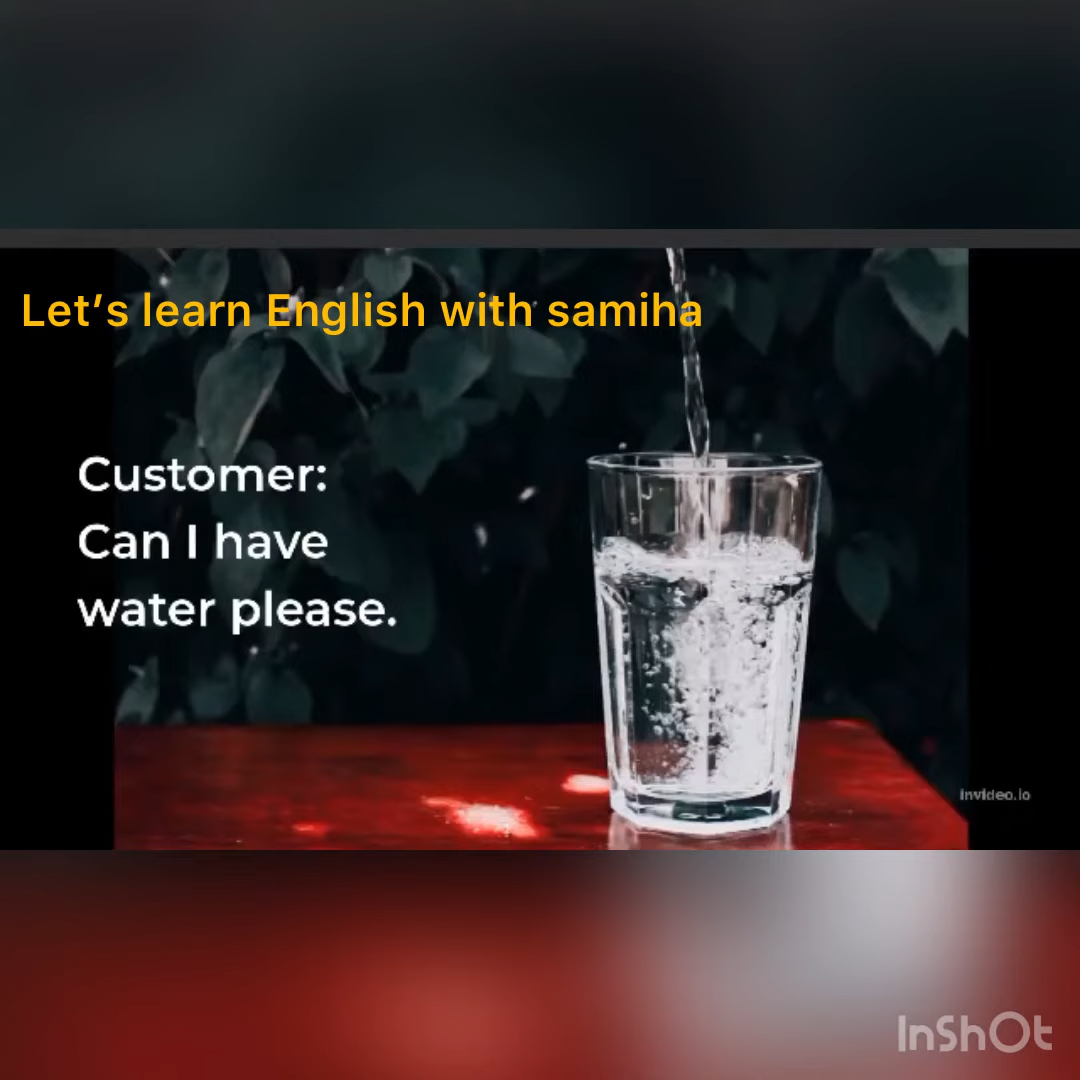 Let’s learn English with samiha
Customer:
Can I have
water please.
invideo.io
InShOt